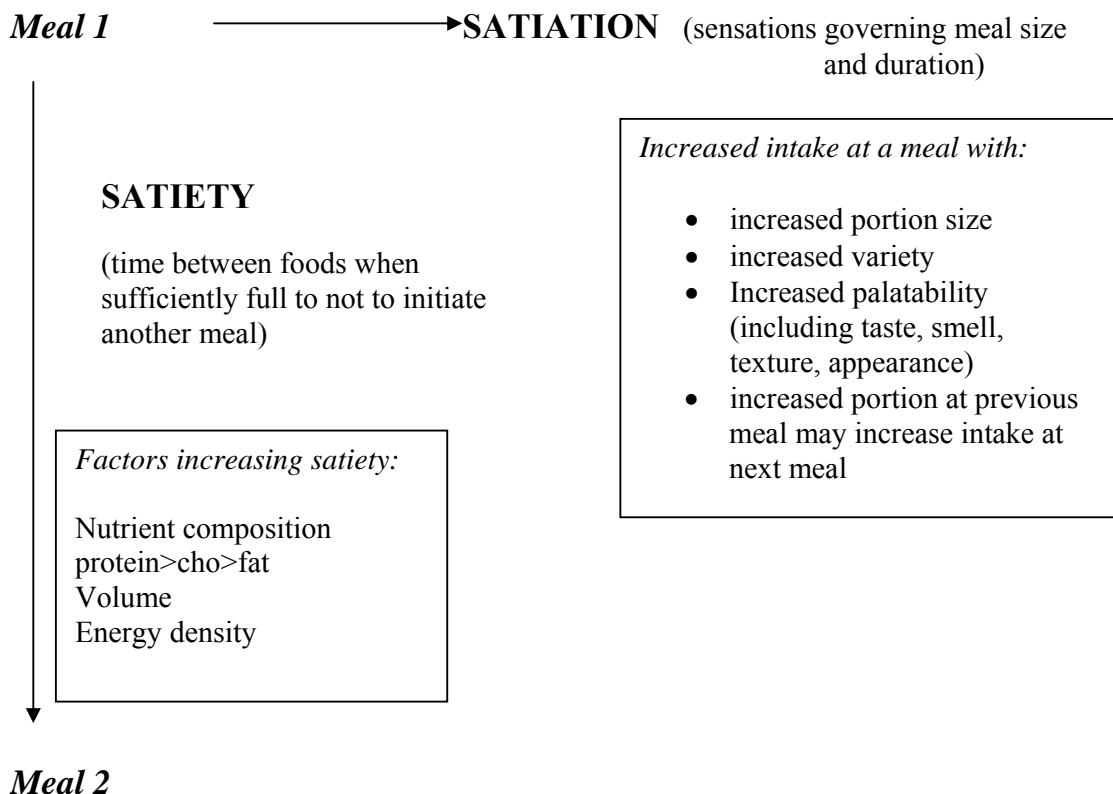 Meal 1
SATIATION (sensations governing meal size
and duration)
SATIETY
(time between foods when
sufficiently full to not to initiate
another meal)
Increased intake at a meal with:
• increased portion size
• increased variety
• Increased palatability
(including taste, smell,
texture, appearance)
• increased portion at previous
meal may increase intake at
next meal
Factors increasing satiety:
Nutrient composition
protein>cho>fat
Volume
Energy density
Meal 2